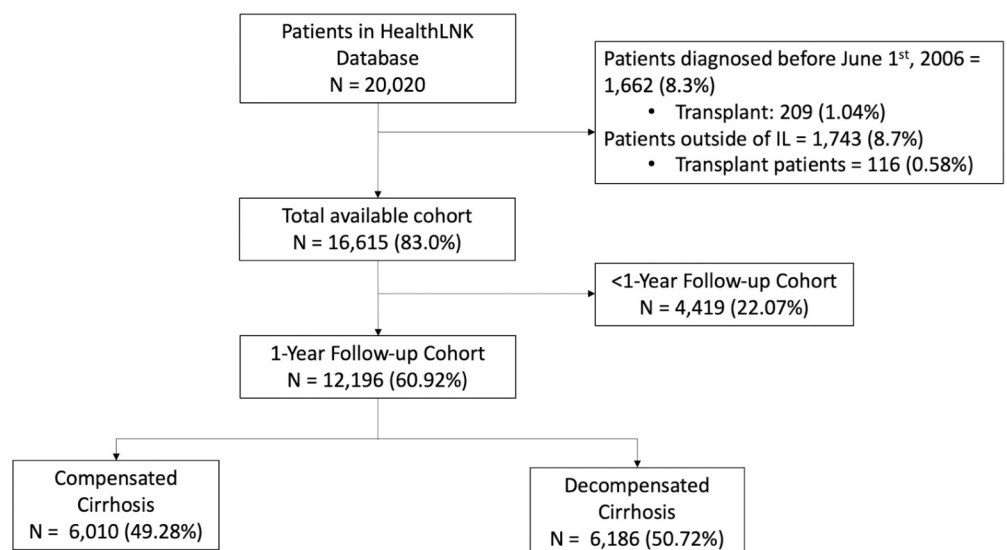 Patients in HealthLNK
Database
N = 20,020
Patients diagnosed before June 1st, 2006 =
1,662 (8.3%)
• Transplant: 209 (1.04%)
Patients outside of IL = 1,743 (8.7%)
• Transplant patients = 116 (0.58%)
Total available cohort
N = 16,615 (83.0%)
<1-Year Follow-up Cohort
N = 4,419 (22.07%)
1-Year Follow-up Cohort
N = 12,196 (60.92%)
Compensated
Cirrhosis
N =  6,010 (49.28%)
Decompensated
Cirrhosis
N = 6,186 (50.72%)